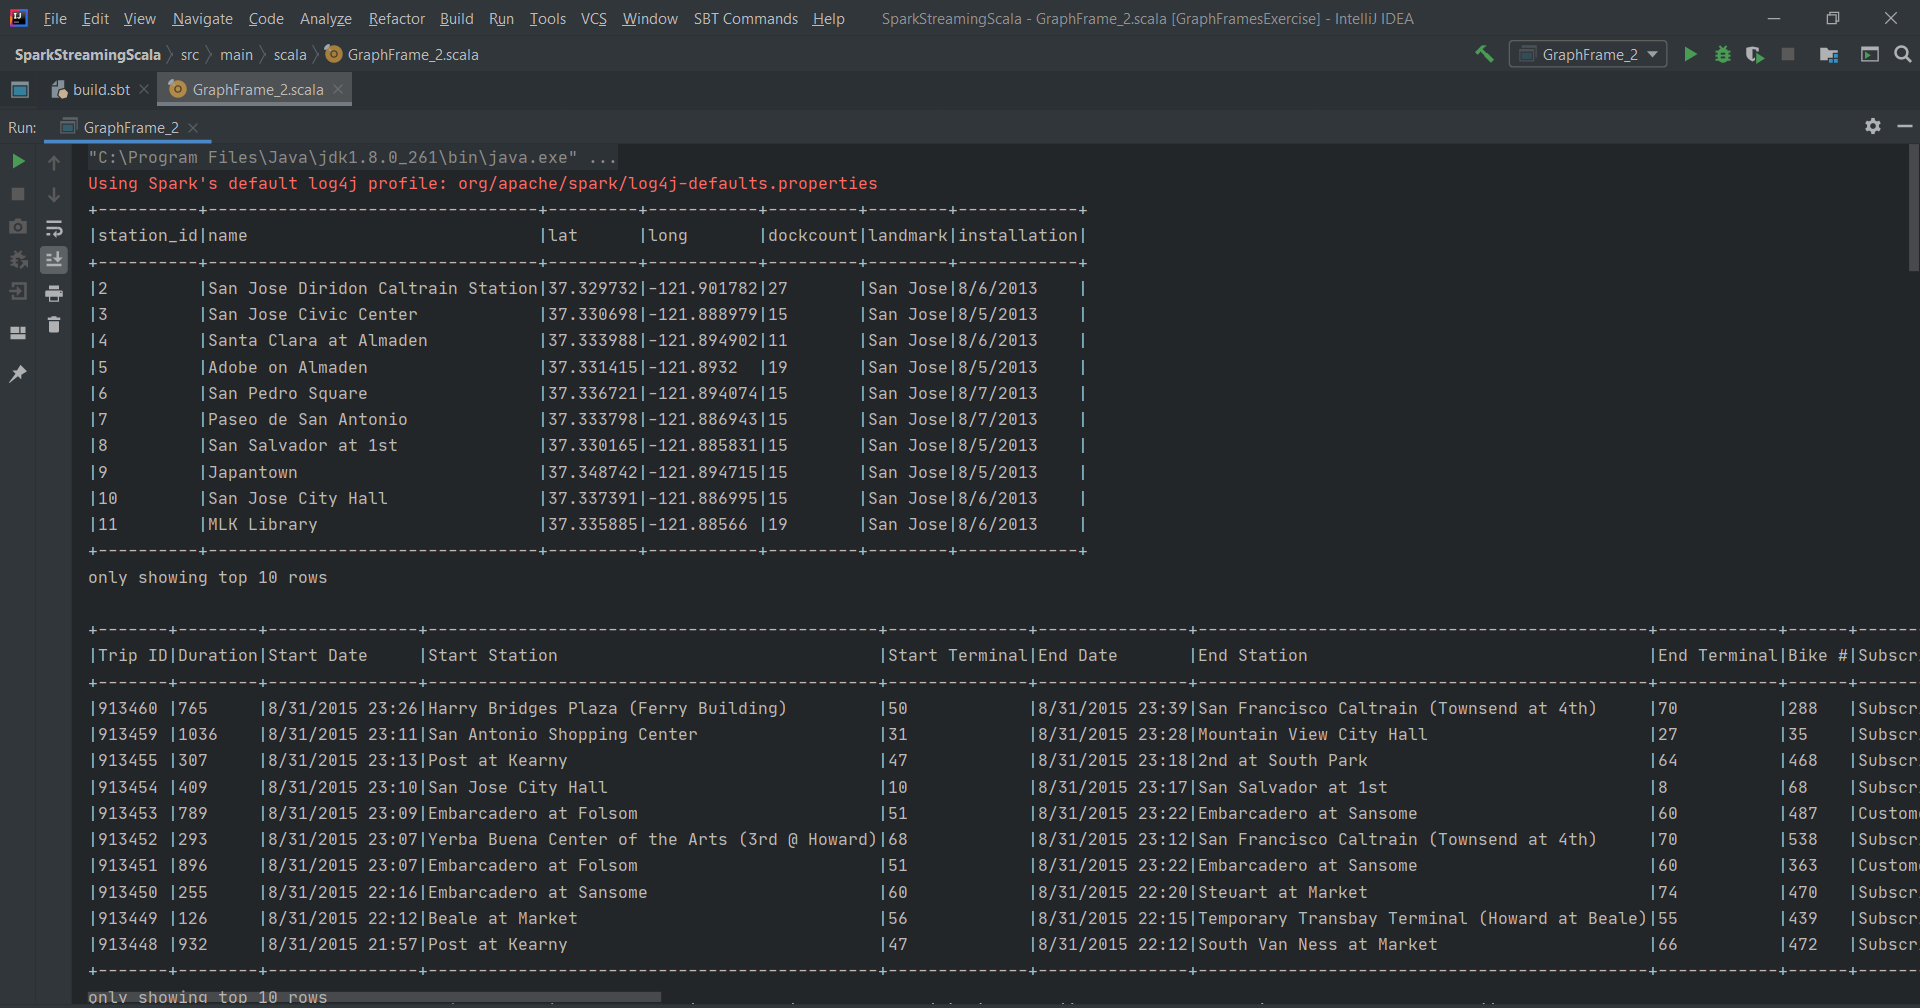 File Edit View Navigate Code Analyze Refactor Build Run Tools VCS Window SBT Commands Help SparkStreamingScala - GraphFrame_2.scala [GraphFramesExercise] - IntelliJ IDEA
SparkStreamingScala src main scala GraphFrame_2.scala GraphFrame_2
build.sbt GraphFrame_2.scala
Run: GraphFrame_2
"C:\Program Files\Java\jdk1.8.0_261\bin\java.exe" ...
Using Spark's default log4j profile: org/apache/spark/log4j-defaults.properties
+----------+---------------------------------+---------+-----------+---------+--------+------------+
|station_id|name                             |lat      |long       |dockcount|landmark|installation|
+----------+---------------------------------+---------+-----------+---------+--------+------------+
|2         |San Jose Diridon Caltrain Station|37.329732|-121.901782|27       |San Jose|8/6/2013    |
|3         |San Jose Civic Center            |37.330698|-121.888979|15       |San Jose|8/5/2013    |
|4         |Santa Clara at Almaden           |37.333988|-121.894902|11       |San Jose|8/6/2013    |
|5         |Adobe on Almaden                 |37.331415|-121.8932  |19       |San Jose|8/5/2013    |
|6         |San Pedro Square                 |37.336721|-121.894074|15       |San Jose|8/7/2013    |
|7         |Paseo de San Antonio             |37.333798|-121.886943|15       |San Jose|8/7/2013    |
|8         |San Salvador at 1st              |37.330165|-121.885831|15       |San Jose|8/5/2013    |
|9         |Japantown                        |37.348742|-121.894715|15       |San Jose|8/5/2013    |
|10        |San Jose City Hall               |37.337391|-121.886995|15       |San Jose|8/6/2013    |
|11        |MLK Library                      |37.335885|-121.88566 |19       |San Jose|8/6/2013    |
+----------+---------------------------------+---------+-----------+---------+--------+------------+
only showing top 10 rows
+-------+--------+---------------+---------------------------------------------+--------------+---------------+---------------------------------------------+------------+------+------
|Trip ID|Duration|Start Date     |Start Station                                |Start Terminal|End Date       |End Station                                  |End Terminal|Bike #|Subscr
+-------+--------+---------------+---------------------------------------------+--------------+---------------+---------------------------------------------+------------+------+------
|913460 |765     |8/31/2015 23:26|Harry Bridges Plaza (Ferry Building)         |50            |8/31/2015 23:39|San Francisco Caltrain (Townsend at 4th)     |70          |288   |Subscr
|913459 |1036    |8/31/2015 23:11|San Antonio Shopping Center                  |31            |8/31/2015 23:28|Mountain View City Hall                      |27          |35    |Subscr
|913455 |307     |8/31/2015 23:13|Post at Kearny                               |47            |8/31/2015 23:18|2nd at South Park                            |64          |468   |Subscr
|913454 |409     |8/31/2015 23:10|San Jose City Hall                           |10            |8/31/2015 23:17|San Salvador at 1st                          |8           |68    |Subscr
|913453 |789     |8/31/2015 23:09|Embarcadero at Folsom                        |51            |8/31/2015 23:22|Embarcadero at Sansome                       |60          |487   |Custom
|913452 |293     |8/31/2015 23:07|Yerba Buena Center of the Arts (3rd @ Howard)|68            |8/31/2015 23:12|San Francisco Caltrain (Townsend at 4th)     |70          |538   |Subscr
|913451 |896     |8/31/2015 23:07|Embarcadero at Folsom                        |51            |8/31/2015 23:22|Embarcadero at Sansome                       |60          |363   |Custom
|913450 |255     |8/31/2015 22:16|Embarcadero at Sansome                       |60            |8/31/2015 22:20|Steuart at Market                            |74          |470   |Subscr
|913449 |126     |8/31/2015 22:12|Beale at Market                              |56            |8/31/2015 22:15|Temporary Transbay Terminal (Howard at Beale)|55          |439   |Subscr
|913448 |932     |8/31/2015 21:57|Post at Kearny                               |47            |8/31/2015 22:12|South Van Ness at Market                     |66          |472   |Subscr
+-------+--------+---------------+---------------------------------------------+--------------+---------------+---------------------------------------------+------------+------+------
only showing top 10 rows